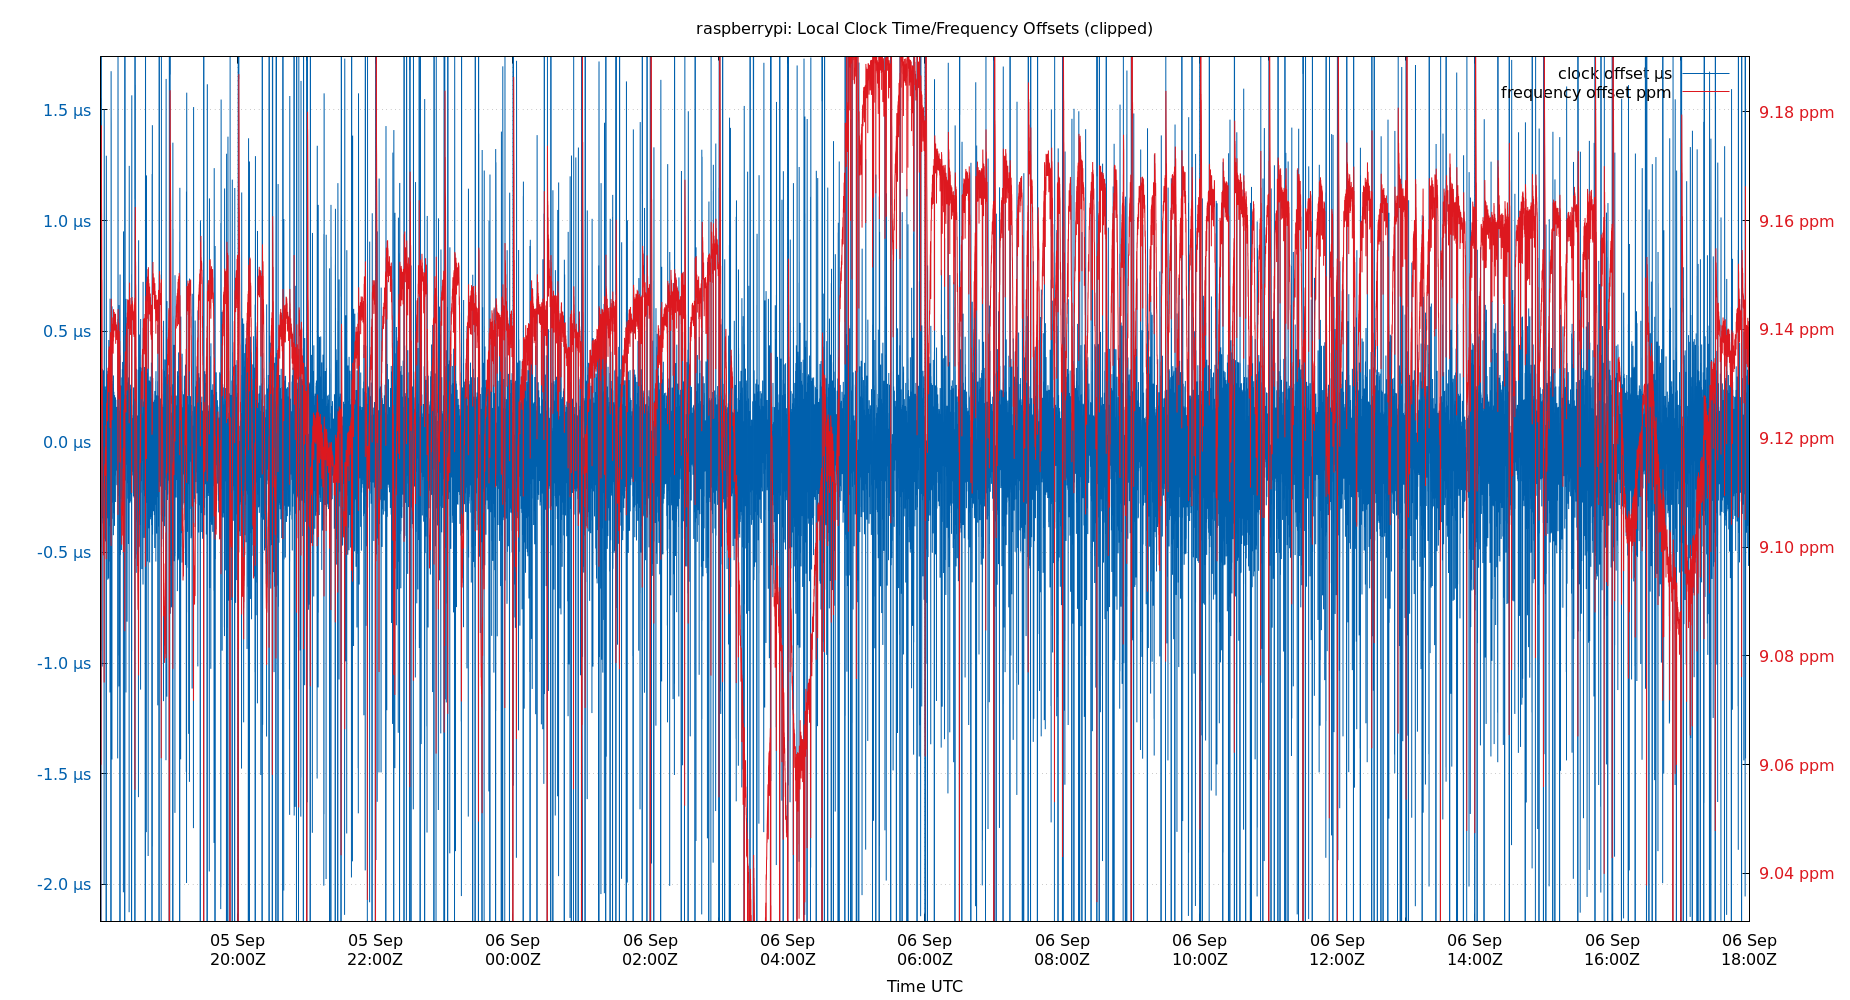 raspberrypi: Local Clock Time/Frequency Offsets (clipped)
clock offset µs
frequency offset ppm
1.5 µs
1.0 µs
0.5 µs
0.0 µs
-0.5 µs
-1.0 µs
-1.5 µs
-2.0 µs
9.18 ppm
9.16 ppm
9.14 ppm
9.12 ppm
9.10 ppm
9.08 ppm
9.06 ppm
9.04 ppm
05 Sep 05 Sep 06 Sep 06 Sep 06 Sep 06 Sep 06 Sep 06 Sep 06 Sep 06 Sep 06 Sep 06 Sep
20:00Z 22:00Z 00:00Z 02:00Z 04:00Z 06:00Z 08:00Z 10:00Z 12:00Z 14:00Z 16:00Z 18:00Z
Time UTC